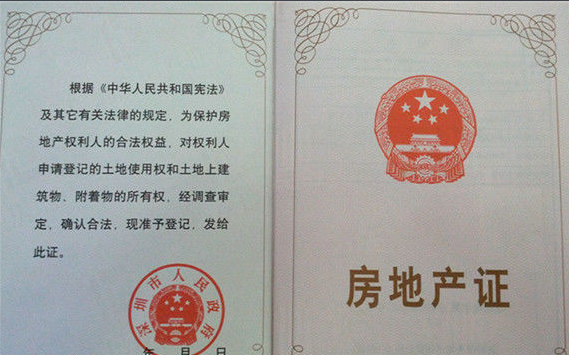 根据《中华人民共和国宪法》
及其它有关法律的规定，为保护房
地产权利人的合法权益，对权利人
申请登记的土地使用权和土地上建
筑物、附着物的所有权，经调查审
定，确认合法，现准予登记，发给
此证。
深圳市人民政府
年 月 日
房地产证